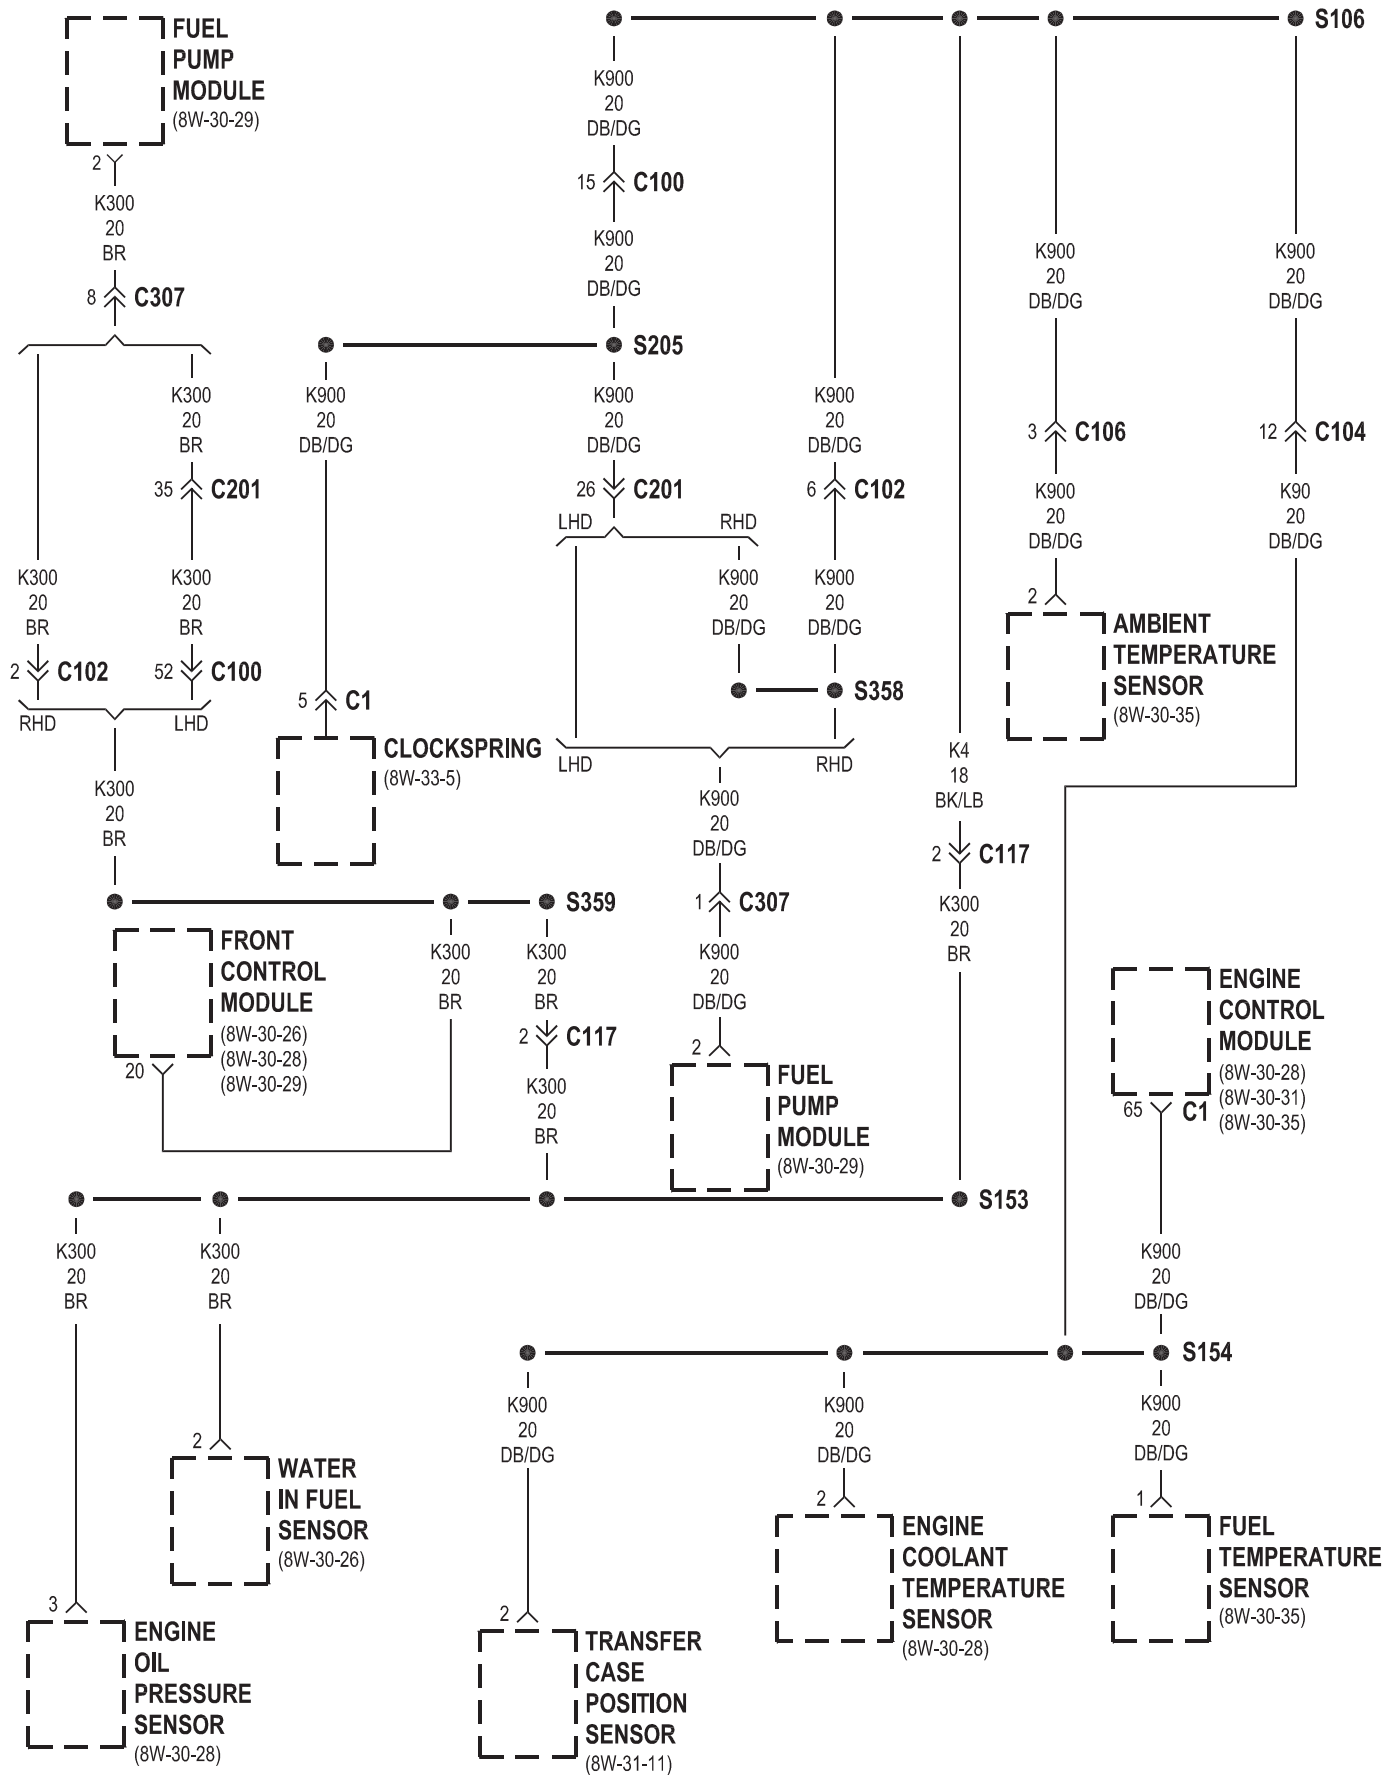 S106
FUEL
PUMP
MODULE
(8W-30-29)
2
K300
20
BR
8 C307
K300
20
BR
35 C201
K300
20
BR
K300
20
BR
2 C102
52 C100
RHD
LHD
K300
20
BR
K900
20
DB/DG
15 C100
K900
20
DB/DG
S205
K900
20
DB/DG
5 C1
CLOCKSPRING
(8W-33-5)
K900
20
DB/DG
26 C201
LHD
RHD
K900
20
DB/DG
K900
20
DB/DG
6 C102
K900
20
DB/DG
S358
LHD
RHD
K900
20
DB/DG
1 C307
K900
20
DB/DG
2
FUEL
PUMP
MODULE
(8W-30-29)
K4
18
BK/LB
2 C117
K300
20
BR
K900
20
DB/DG
3 C106
K900
20
DB/DG
2
AMBIENT
TEMPERATURE
SENSOR
(8W-30-35)
K900
20
DB/DG
12 C104
K90
20
DB/DG
S359
FRONT
CONTROL
MODULE
(8W-30-26)
(8W-30-28)
(8W-30-29)
20
K300
20
BR
K300
20
BR
2 C117
K300
20
BR
ENGINE
CONTROL
MODULE
(8W-30-28)
(8W-30-31)
(8W-30-35)
65 C1
K900
20
DB/DG
S153
K300
20
BR
K300
20
BR
2
WATER
IN FUEL
SENSOR
(8W-30-26)
3
ENGINE
OIL
PRESSURE
SENSOR
(8W-30-28)
S154
K900
20
DB/DG
2
TRANSFER
CASE
POSITION
SENSOR
(8W-31-11)
K900
20
DB/DG
2
ENGINE
COOLANT
TEMPERATURE
SENSOR
(8W-30-28)
K900
20
DB/DG
1
FUEL
TEMPERATURE
SENSOR
(8W-30-35)